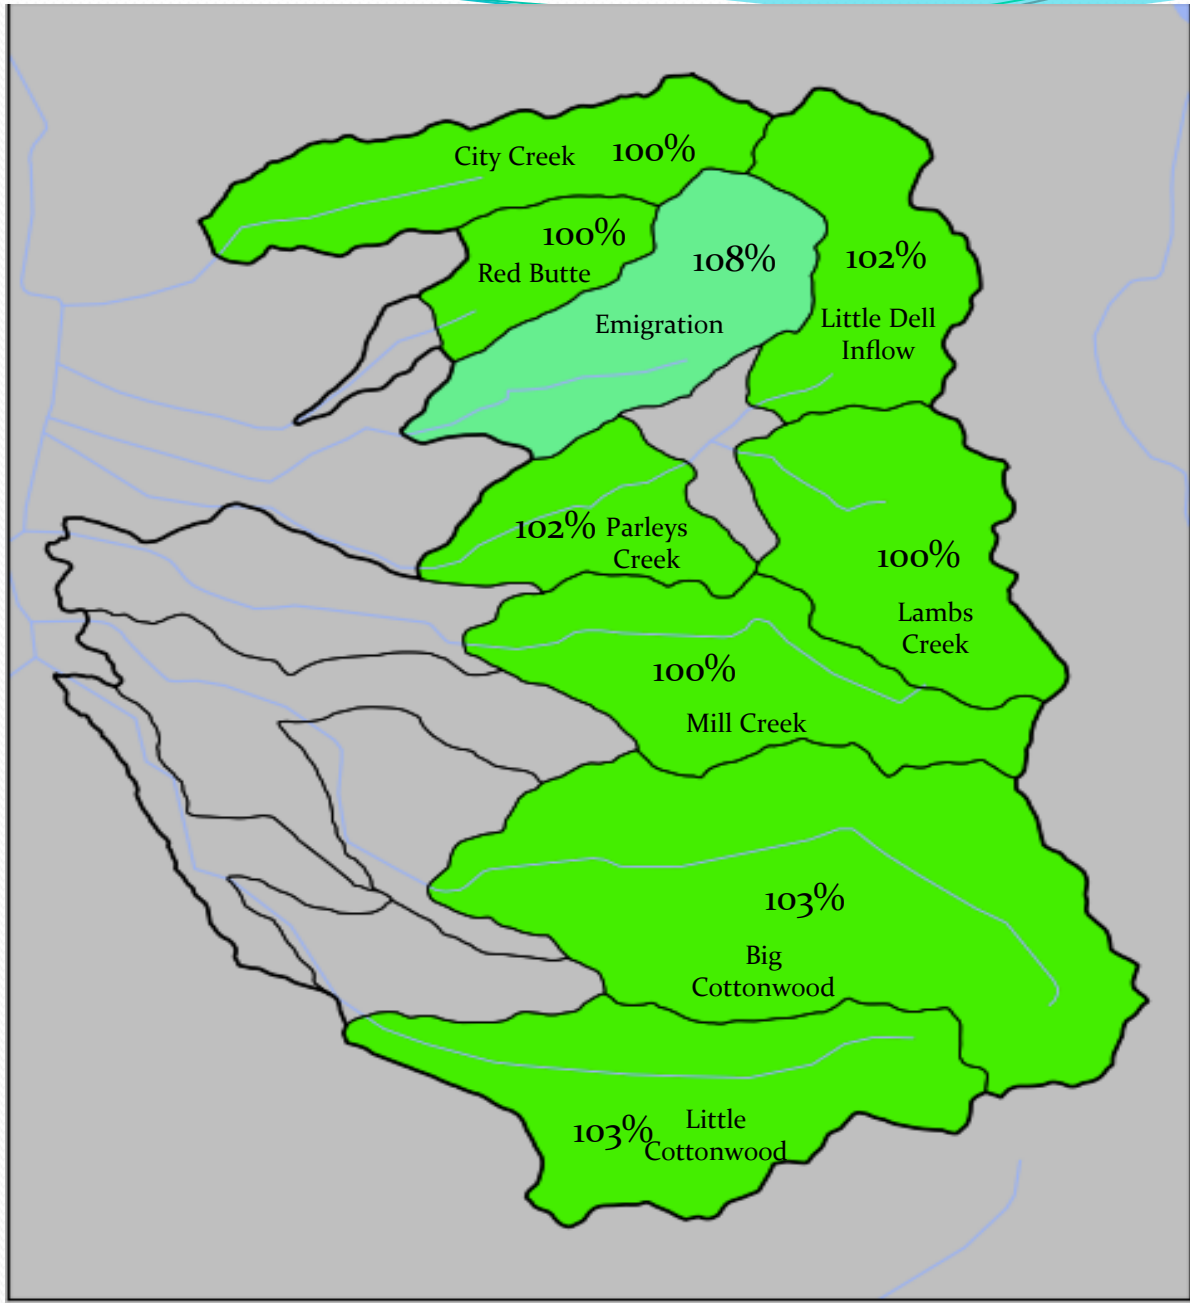 City Creek 100%
100%
Red Butte
108%
Emigration
102%
Little Dell
Inflow
102% Parleys
Creek
100%
Lambs
Creek
100%
Mill Creek
103%
Big
Cottonwood
103% Little
Cottonwood